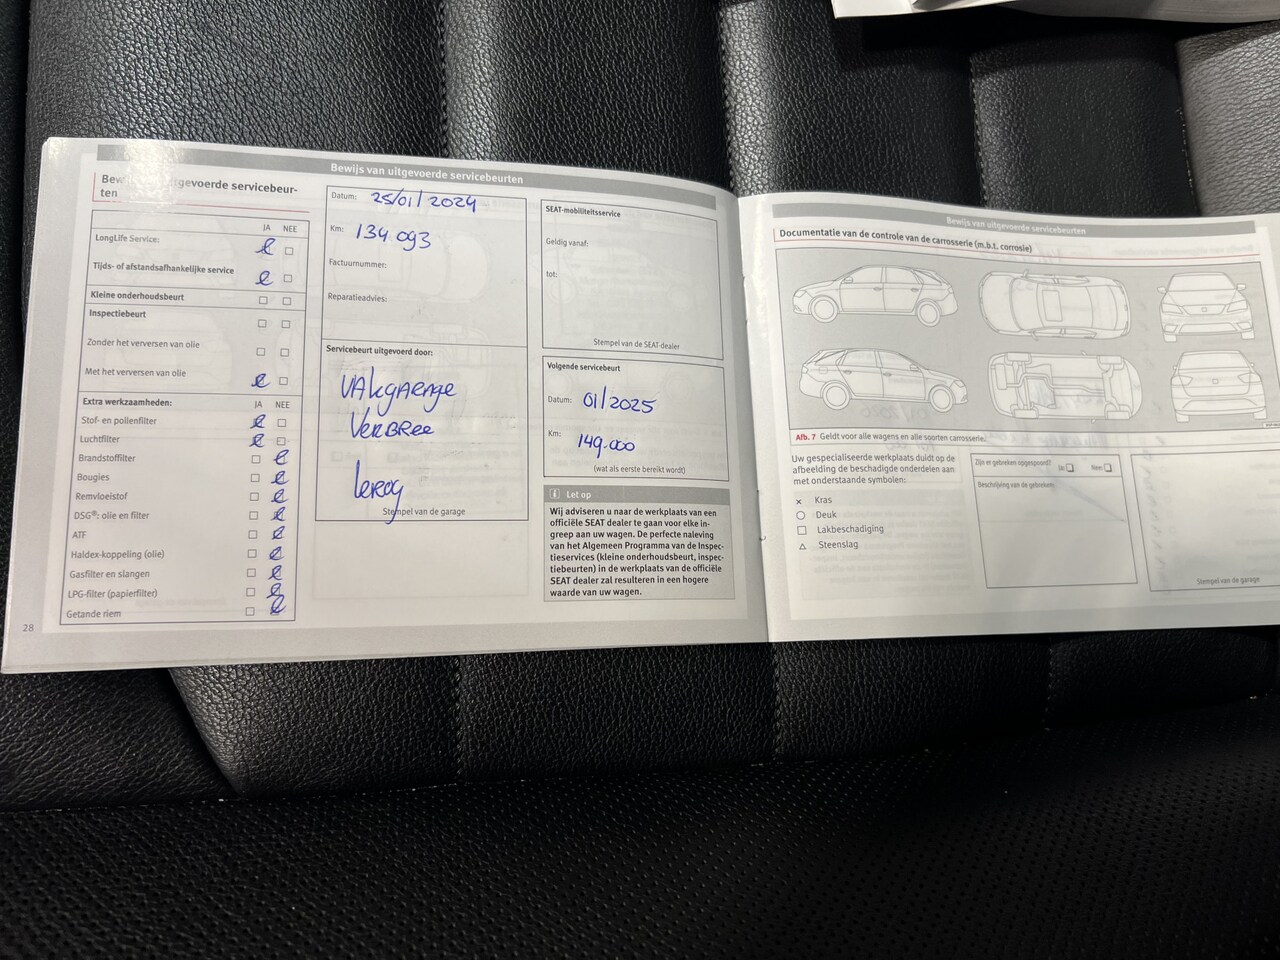 Bewijs van uitgevoerde servicebeurten
uitgevoerde servicebeur-
ten
JA NEE
LongLife Service:
Tijds- of afstandsafhankelijke service
Kleine onderhoudsbeurt
Inspectiebeurt
Zonder het verversen van olie
Met het verversen van olie
Extra werkzaamheden: JA NEE
Stof- en pollenfilter
Luchtfilter
Brandstoffilter
Bougies
Remvloeistof
DSG®: olie en filter
ATF
Haldex-koppeling (olie)
Gasfilter en slangen
LPG-filter (papierfilter)
Getande riem
28
Datum: 25/01/2024
Km: 134.093
Factuurnummer:
Reparatieadvies:
Servicebeurt uitgevoerd door:
VAkgAenge
VerBRee
leroy
Stempel van de garage
SEAT-mobiliteitsservice
Geldig vanaf:
tot:
Stempel van de SEAT-dealer
Volgende servicebeurt
Datum: 01/2025
Km: 149.000
(wat als eerste bereikt wordt)
i Let op
Wij adviseren u naar de werkplaats van een
officiële SEAT dealer te gaan voor elke in-
greep aan uw wagen. De perfecte naleving
van het Algemeen Programma van de Inspec-
tieservices (kleine onderhoudsbeurt, inspec-
tiebeurten) in de werkplaats van de officiële
SEAT dealer zal resulteren in een hogere
waarde van uw wagen.
Bewijs van uitgevoerde servicebeurten
Documentatie van de controle van de carrosserie (m.b.t. corrosie)
Afb. 7 Geldt voor alle wagens en alle soorten carrosserie.
Uw gespecialiseerde werkplaats duidt op de
afbeelding de beschadigde onderdelen aan
met onderstaande symbolen:
× Kras
○ Deuk
□ Lakbeschadiging
△ Steenslag
Zijn er gebreken opgespoord? Ja: Nee:
Beschrijving van de gebreken:
Stempel van de garage